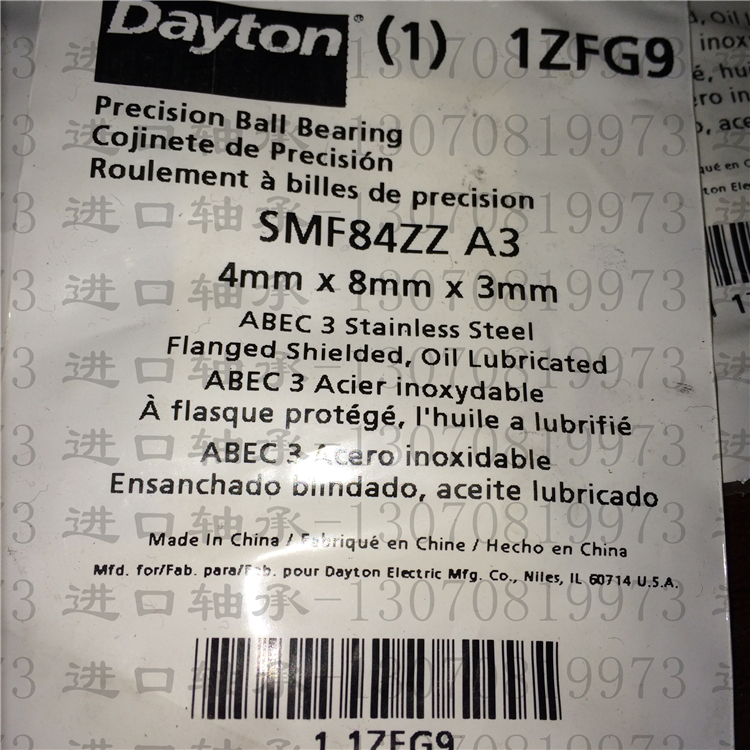 Dayton® (1) 1ZFG9
Precision Ball Bearing
Cojinete de Precisión
Roulement à billes de precision
SMF84ZZ A3
4mm x 8mm x 3mm
ABEC 3 Stainless Steel
Flanged Shielded, Oil Lubricated
ABEC 3 Acier inoxydable
À flasque protégé, l'huile a lubrifié
ABEC 3 Acero inoxidable
Ensanchado blindado, aceite lubricado
Made In China / Fabriqué en Chine / Hecho en China
Mfd. for/Fab. para/Fab. pour Dayton Electric Mfg. Co., Niles, IL 60714 U.S.A.
1 1ZFG9
进口轴承-13070819973